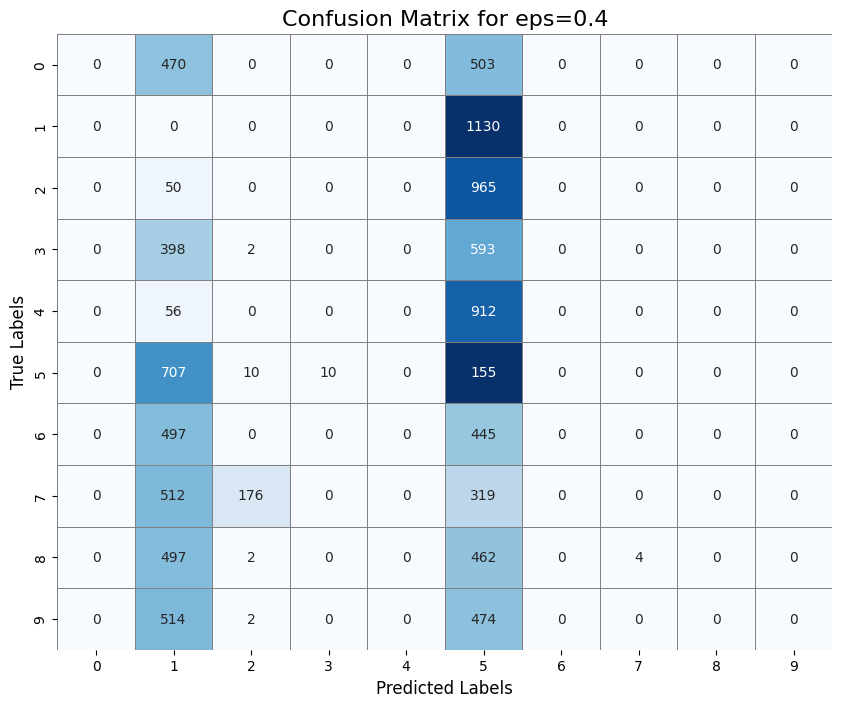 Confusion Matrix for eps=0.4
0 0 470 0 0 0 503 0 0 0 0
1 0 0 0 0 0 1130 0 0 0 0
2 0 50 0 0 0 965 0 0 0 0
3 0 398 2 0 0 593 0 0 0 0
4 0 56 0 0 0 912 0 0 0 0
5 0 707 10 10 0 155 0 0 0 0
6 0 497 0 0 0 445 0 0 0 0
7 0 512 176 0 0 319 0 0 0 0
8 0 497 2 0 0 462 0 4 0 0
9 0 514 2 0 0 474 0 0 0 0
0 1 2 3 4 5 6 7 8 9
True Labels
Predicted Labels